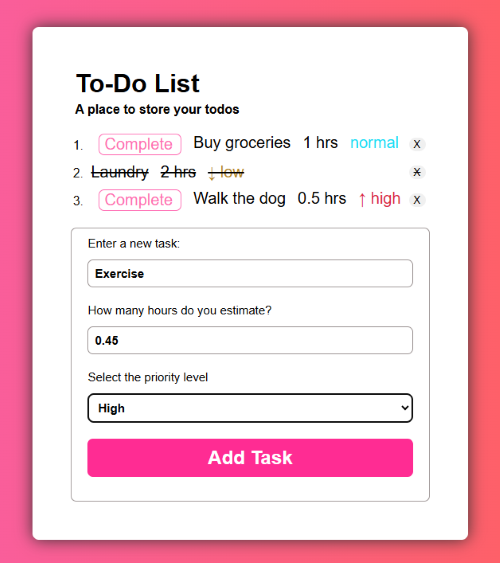 To-Do List
A place to store your todos
1. Complete Buy groceries 1 hrs normal X
2. Laundry 2 hrs ↓ low X
3. Complete Walk the dog 0.5 hrs ↑ high X
Enter a new task:
Exercise
How many hours do you estimate?
0.45
Select the priority level
High
Add Task